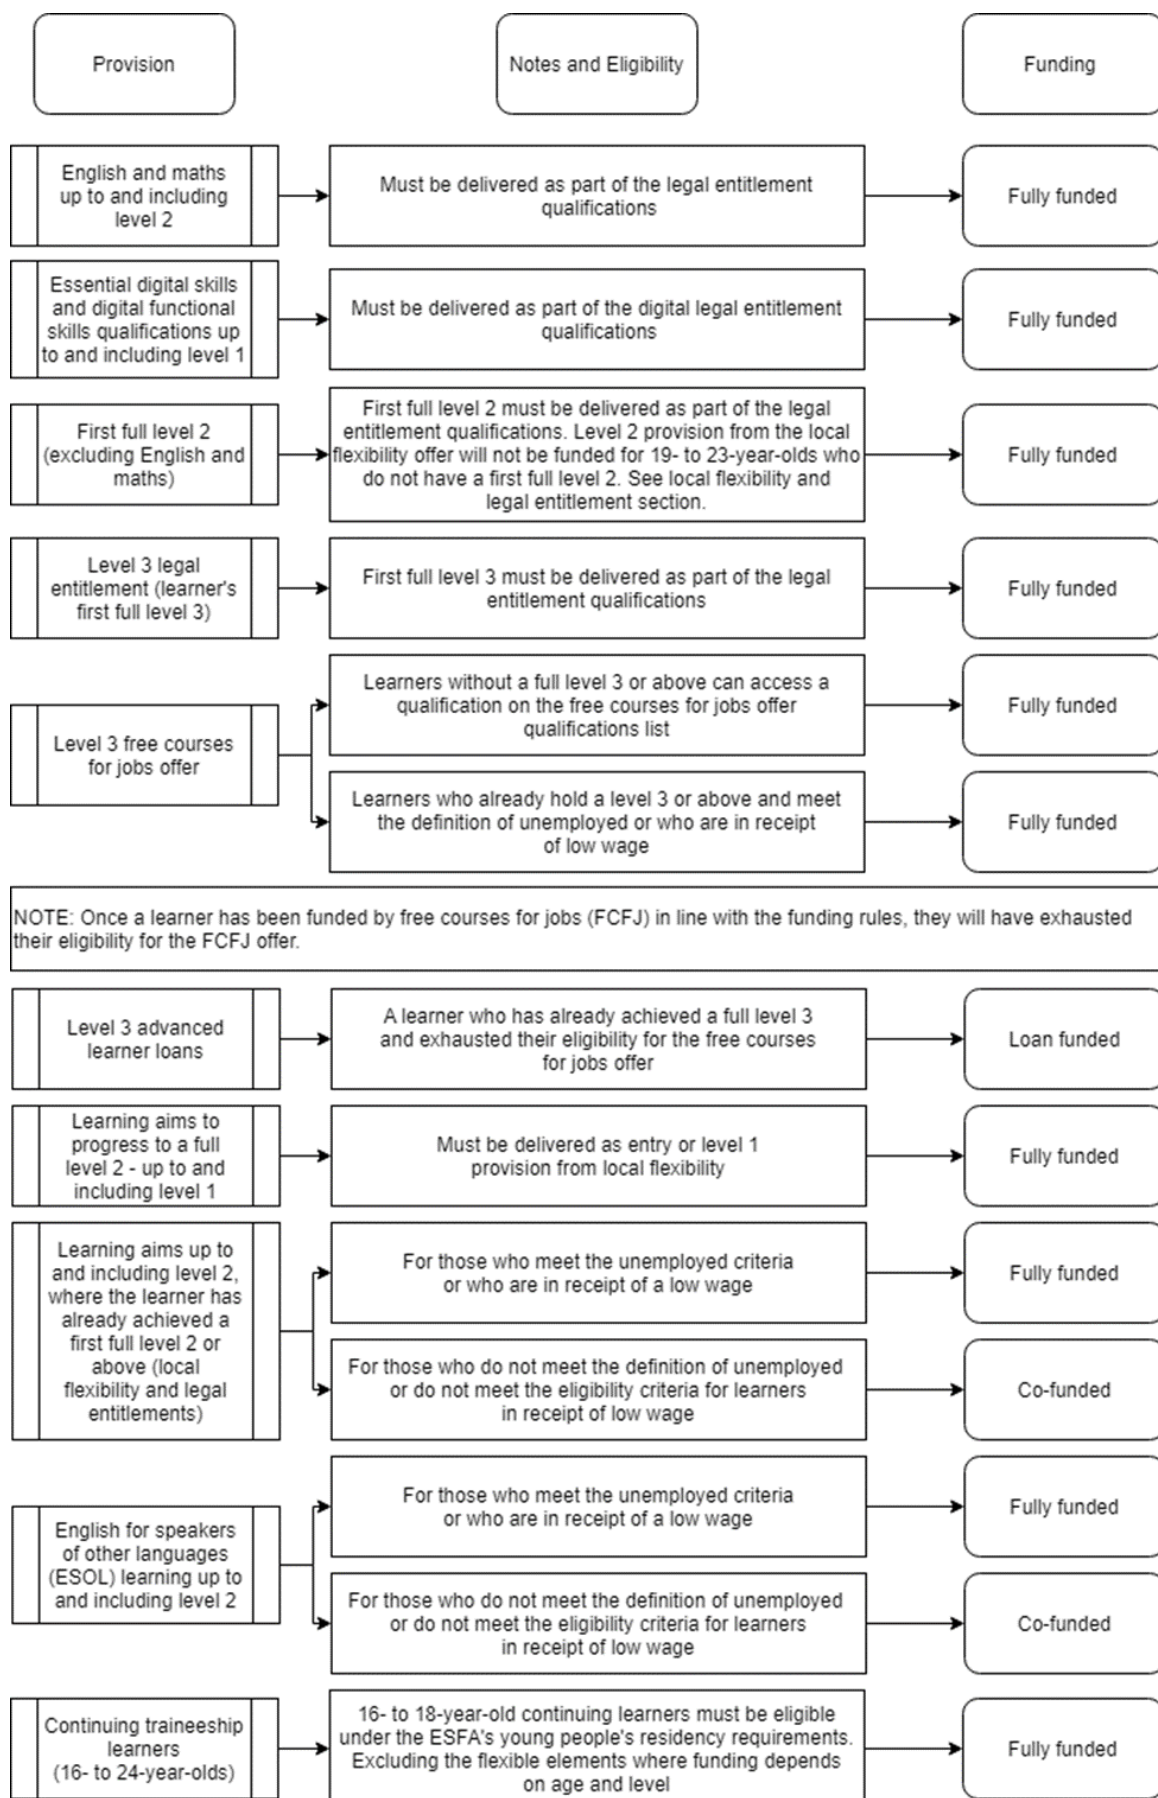 Provision
Notes and Eligibility
Funding
English and maths
up to and including
level 2
Must be delivered as part of the legal entitlement
qualifications
Fully funded
Essential digital skills
and digital functional
skills qualifications up
to and including level 1
Must be delivered as part of the digital legal entitlement
qualifications
Fully funded
First full level 2
(excluding English and
maths)
First full level 2 must be delivered as part of the legal
entitlement qualifications. Level 2 provision from the local
flexibility offer will not be funded for 19- to 23-year-olds who
do not have a first full level 2. See local flexibility and
legal entitlement section.
Fully funded
Level 3 legal
entitlement (learner's
first full level 3)
First full level 3 must be delivered as part of the legal
entitlement qualifications
Fully funded
Level 3 free courses
for jobs offer
Learners without a full level 3 or above can access a
qualification on the free courses for jobs offer
qualifications list
Fully funded
Learners who already hold a level 3 or above and meet
the definition of unemployed or who are in receipt
of low wage
Fully funded
NOTE: Once a learner has been funded by free courses for jobs (FCFJ) in line with the funding rules, they will have exhausted
their eligibility for the FCFJ offer.
Level 3 advanced
learner loans
A learner who has already achieved a full level 3
and exhausted their eligibility for the free courses
for jobs offer
Loan funded
Learning aims to
progress to a full
level 2 - up to and
including level 1
Must be delivered as entry or level 1
provision from local flexibility
Fully funded
Learning aims up to
and including level 2,
where the learner has
already achieved a
first full level 2 or
above (local
flexibility and legal
entitlements)
For those who meet the unemployed criteria
or who are in receipt of a low wage
Fully funded
For those who do not meet the definition of unemployed
or do not meet the eligibility criteria for learners
in receipt of low wage
Co-funded
English for speakers
of other languages
(ESOL) learning up to
and including level 2
For those who meet the unemployed criteria
or who are in receipt of a low wage
Fully funded
For those who do not meet the definition of unemployed
or do not meet the eligibility criteria for learners
in receipt of low wage
Co-funded
Continuing traineeship
learners
(16- to 24-year-olds)
16- to 18-year-old continuing learners must be eligible
under the ESFA's young people's residency requirements.
Excluding the flexible elements where funding depends
on age and level
Fully funded